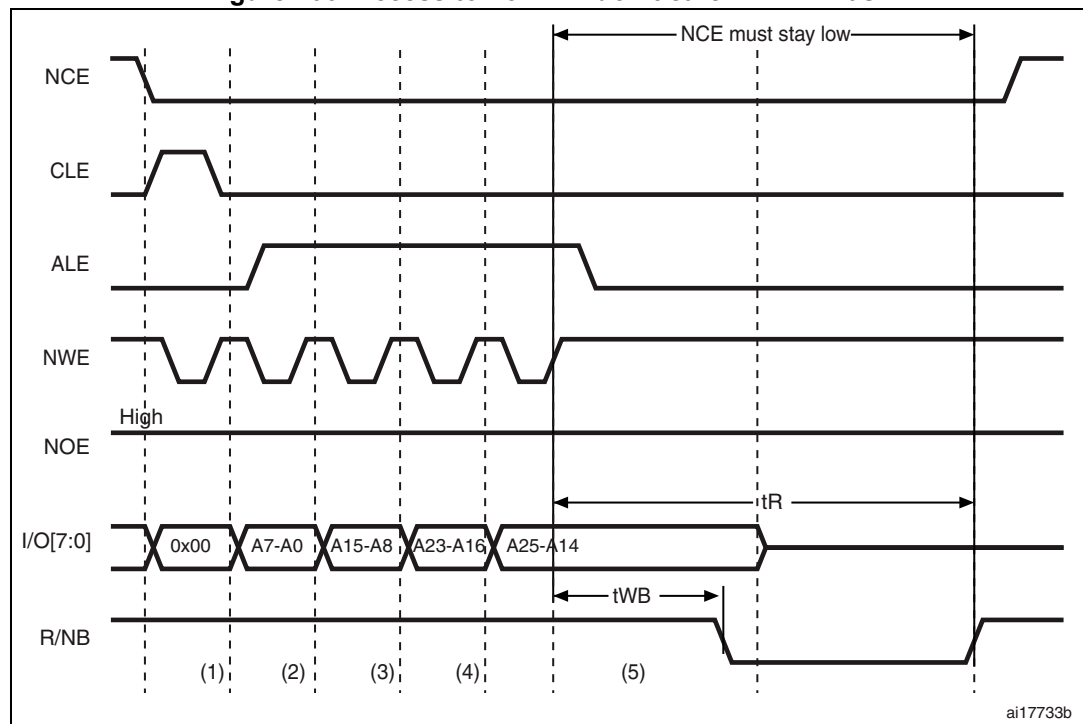 NCE must stay low
NCE
CLE
ALE
NWE
High
NOE
tR
I/O[7:0]
0x00
A7-A0
A15-A8
A23-A16
A25-A14
tWB
R/NB
(1)
(2)
(3)
(4)
(5)
ai17733b